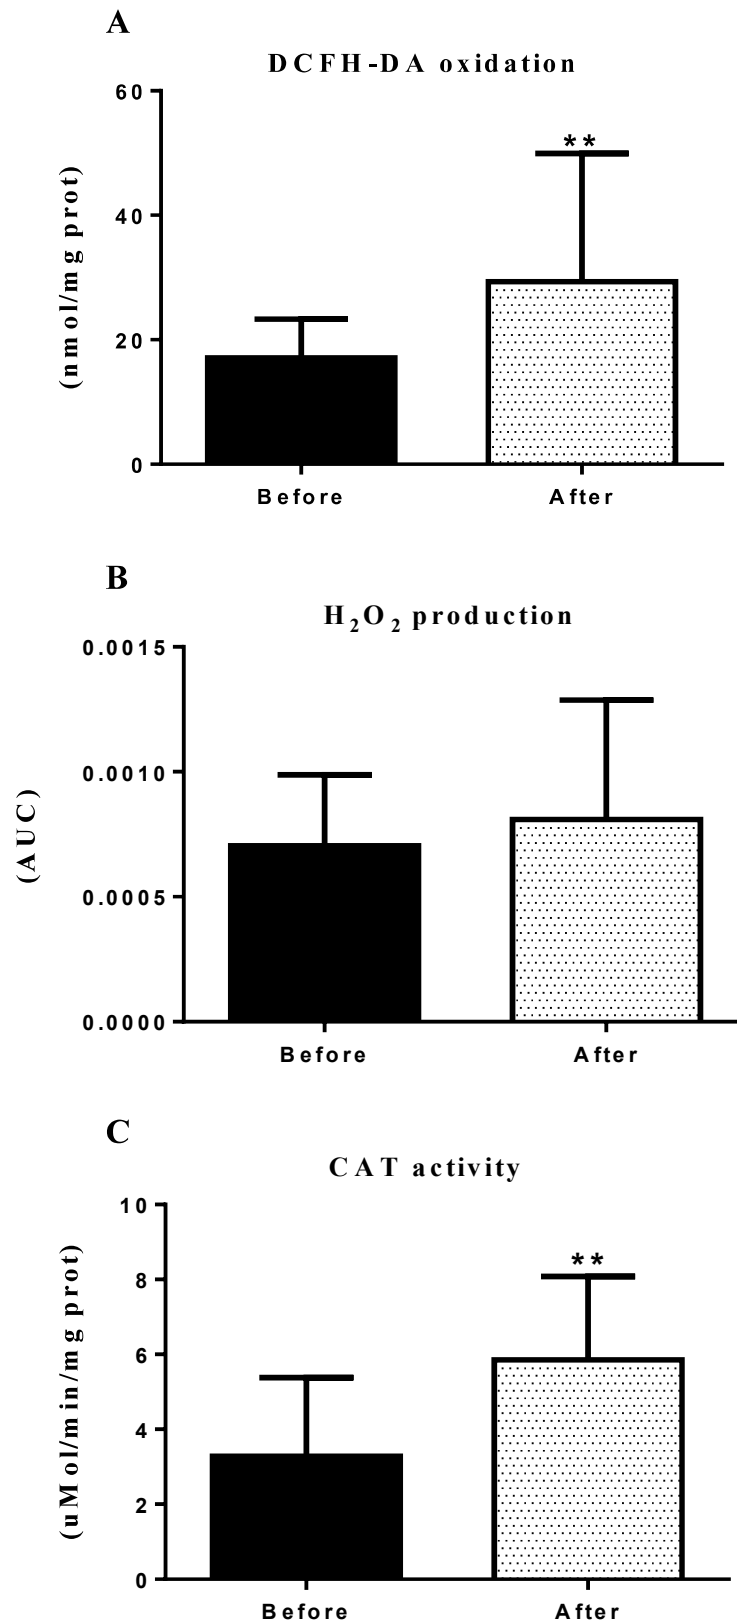 A
DCFH-DA oxidation
(nmol/mg prot)
60
40
20
0
**
Before After
B
H₂O₂ production
(AUC)
0.0015
0.0010
0.0005
0.0000
Before After
C
CAT activity
(uMol/min/mg prot)
10
8
6
4
2
0
**
Before After